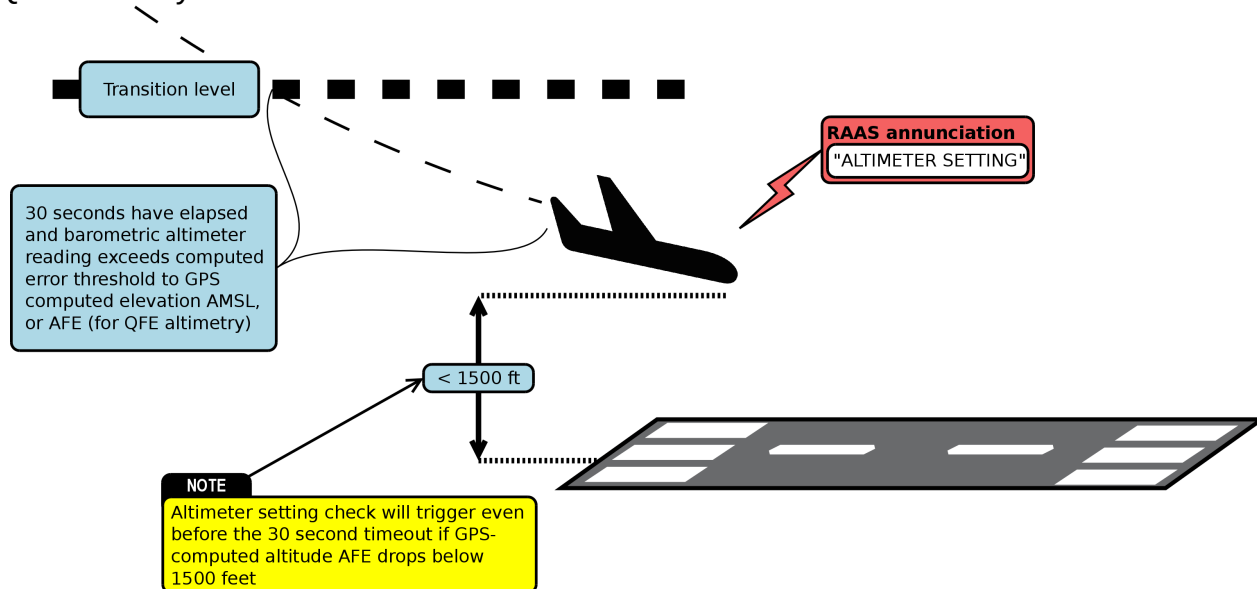 Transition level
RAAS annunciation
"ALTIMETER SETTING"
30 seconds have elapsed
and barometric altimeter
reading exceeds computed
error threshold to GPS
computed elevation AMSL,
or AFE (for QFE altimetry)
< 1500 ft
NOTE
Altimeter setting check will trigger even
before the 30 second timeout if GPS-
computed altitude AFE drops below
1500 feet